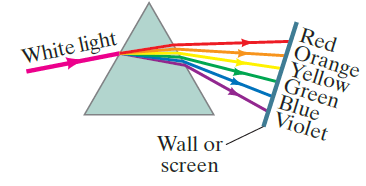 White light
Red
Orange
Yellow
Green
Blue
Violet
Wall or
screen